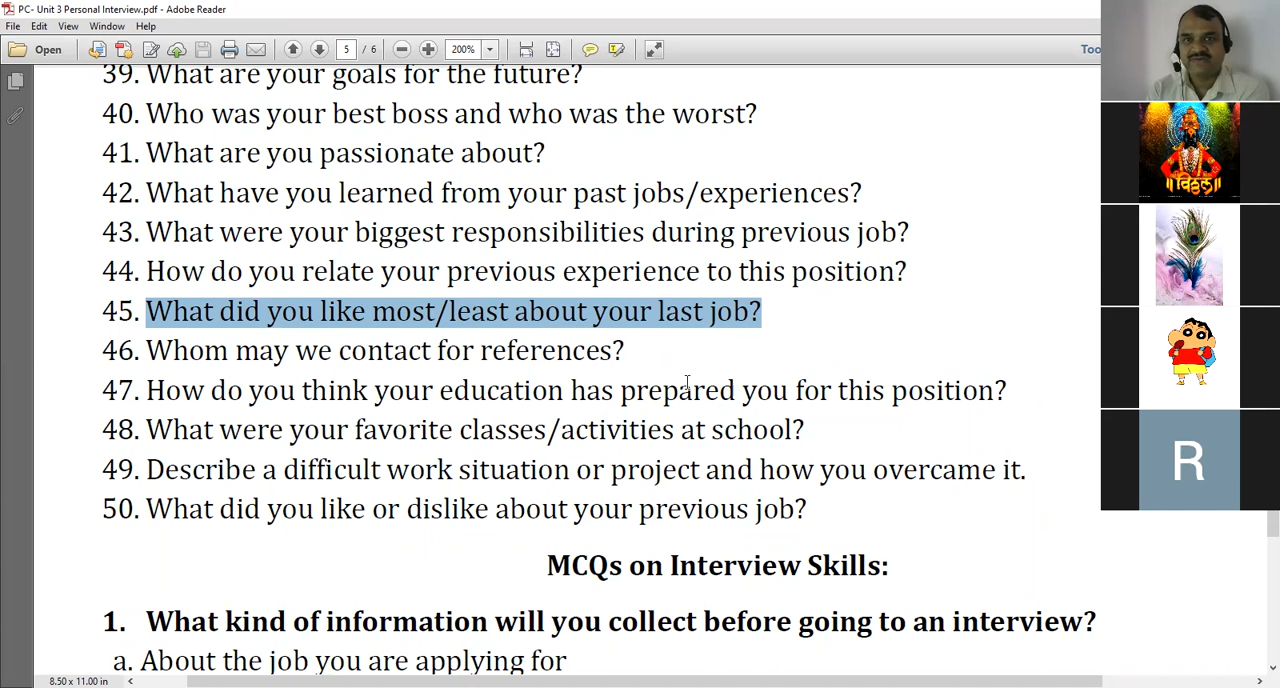 PC- Unit 3 Personal Interview.pdf - Adobe Reader
File Edit View Window Help
Open 5 / 6 200% Too
39. What are your goals for the future?
40. Who was your best boss and who was the worst?
41. What are you passionate about?
42. What have you learned from your past jobs/experiences?
43. What were your biggest responsibilities during previous job?
44. How do you relate your previous experience to this position?
45. What did you like most/least about your last job?
46. Whom may we contact for references?
47. How do you think your education has prepared you for this position?
48. What were your favorite classes/activities at school?
49. Describe a difficult work situation or project and how you overcame it.
50. What did you like or dislike about your previous job?
MCQs on Interview Skills:
1. What kind of information will you collect before going to an interview?
a. About the job you are applying for
8.50 x 11.00 in
॥ विठ्ठल ॥
R